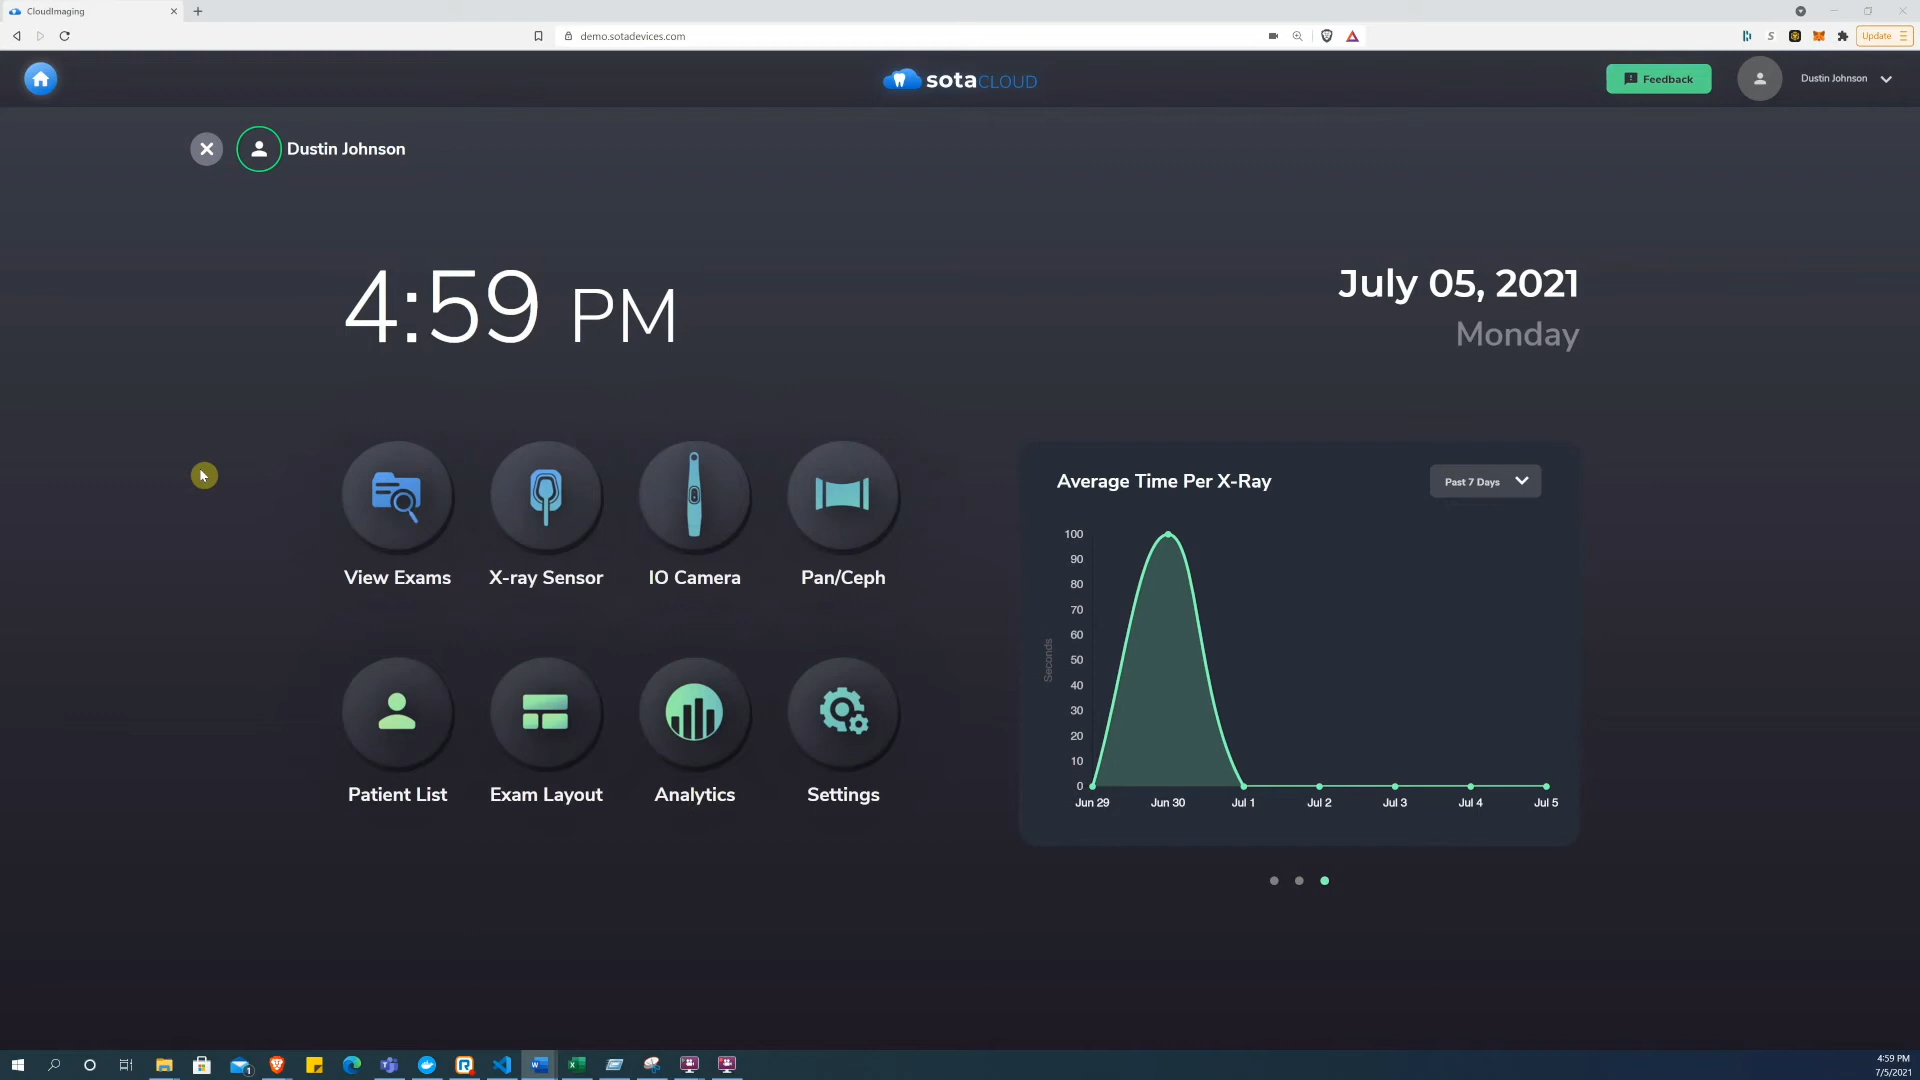 CloudImaging
demo.sotadevices.com
Update
sotaCLOUD
Feedback
Dustin Johnson
Dustin Johnson
4:59 PM
July 05, 2021
Monday
View Exams
X-ray Sensor
IO Camera
Pan/Ceph
Patient List
Exam Layout
Analytics
Settings
Average Time Per X-Ray
Past 7 Days
Seconds
100
90
80
70
60
50
40
30
20
10
0
Jun 29
Jun 30
Jul 1
Jul 2
Jul 3
Jul 4
Jul 5
4:59 PM
7/5/2021